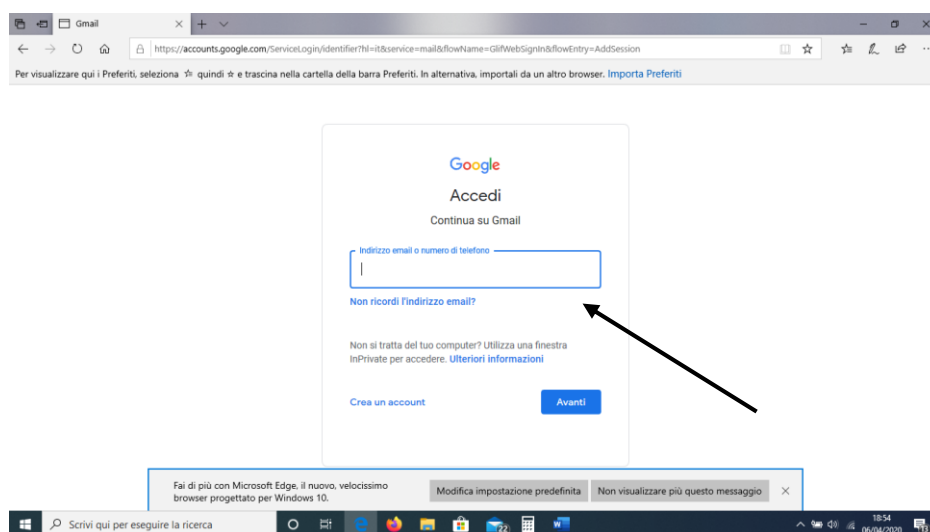 Gmail
https://accounts.google.com/ServiceLogin/identifier?hl=it&service=mail&flowName=GlifWebSignIn&flowEntry=AddSession
Per visualizzare qui i Preferiti, seleziona quindi e trascina nella cartella della barra Preferiti. In alternativa, importali da un altro browser. Importa Preferiti
Google
Accedi
Continua su Gmail
Indirizzo email o numero di telefono
Non ricordi l'indirizzo email?
Non si tratta del tuo computer? Utilizza una finestra
InPrivate per accedere. Ulteriori informazioni
Crea un account
Avanti
Fai di più con Microsoft Edge, il nuovo, velocissimo
browser progettato per Windows 10.
Modifica impostazione predefinita
Non visualizzare più questo messaggio
Scrivi qui per eseguire la ricerca
22
18:54
06/04/2020